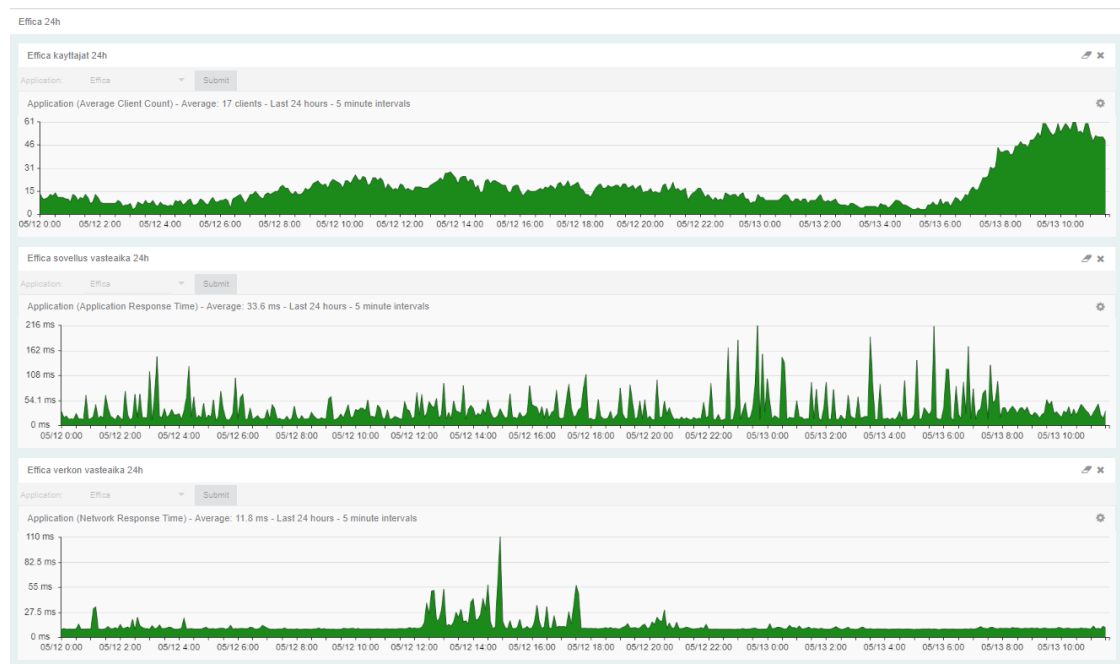 Effica 24h
Effica kayttajat 24h
Application: Effica Submit
Application (Average Client Count) - Average: 17 clients - Last 24 hours - 5 minute intervals
61
46
31
15
0
05/12 0:00 05/12 2:00 05/12 4:00 05/12 6:00 05/12 8:00 05/12 10:00 05/12 12:00 05/12 14:00 05/12 16:00 05/12 18:00 05/12 20:00 05/12 22:00 05/13 0:00 05/13 2:00 05/13 4:00 05/13 6:00 05/13 8:00 05/13 10:00
Effica sovellus vasteaika 24h
Application: Effica Submit
Application (Application Response Time) - Average: 33.6 ms - Last 24 hours - 5 minute intervals
216 ms
162 ms
108 ms
54.1 ms
0 ms
05/12 0:00 05/12 2:00 05/12 4:00 05/12 6:00 05/12 8:00 05/12 10:00 05/12 12:00 05/12 14:00 05/12 16:00 05/12 18:00 05/12 20:00 05/12 22:00 05/13 0:00 05/13 2:00 05/13 4:00 05/13 6:00 05/13 8:00 05/13 10:00
Effica verkon vasteaika 24h
Application: Effica Submit
Application (Network Response Time) - Average: 11.8 ms - Last 24 hours - 5 minute intervals
110 ms
82.5 ms
55 ms
27.5 ms
0 ms
05/12 0:00 05/12 2:00 05/12 4:00 05/12 6:00 05/12 8:00 05/12 10:00 05/12 12:00 05/12 14:00 05/12 16:00 05/12 18:00 05/12 20:00 05/12 22:00 05/13 0:00 05/13 2:00 05/13 4:00 05/13 6:00 05/13 8:00 05/13 10:00